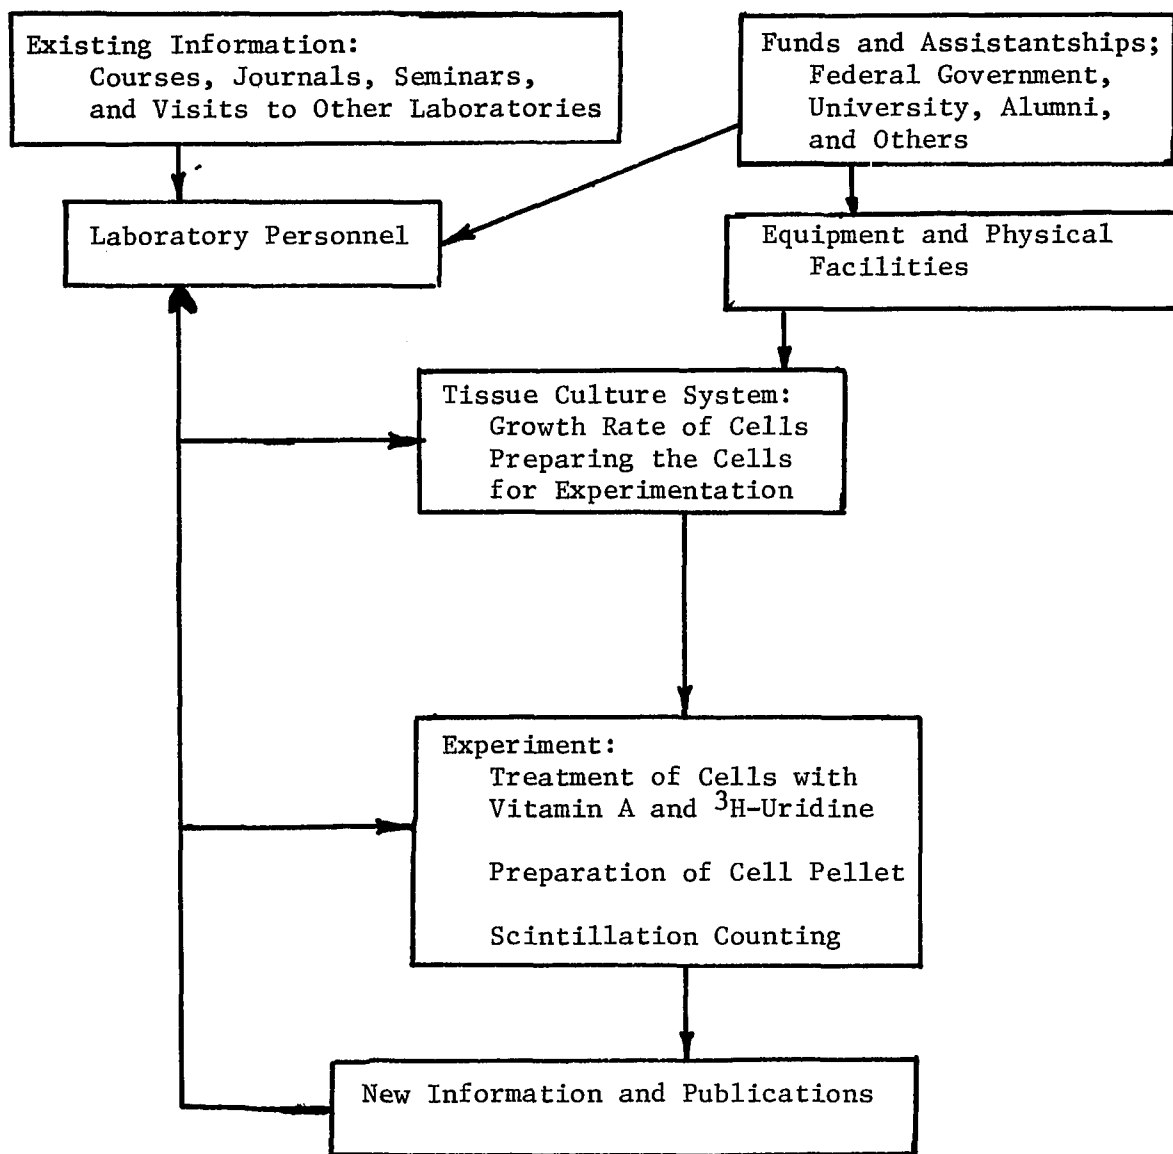 Existing Information:
Courses, Journals, Seminars,
and Visits to Other Laboratories
Funds and Assistantships;
Federal Government,
University, Alumni,
and Others
Laboratory Personnel
Equipment and Physical
Facilities
Tissue Culture System:
Growth Rate of Cells
Preparing the Cells
for Experimentation
Experiment:
Treatment of Cells with
Vitamin A and ³H-Uridine
Preparation of Cell Pellet
Scintillation Counting
New Information and Publications